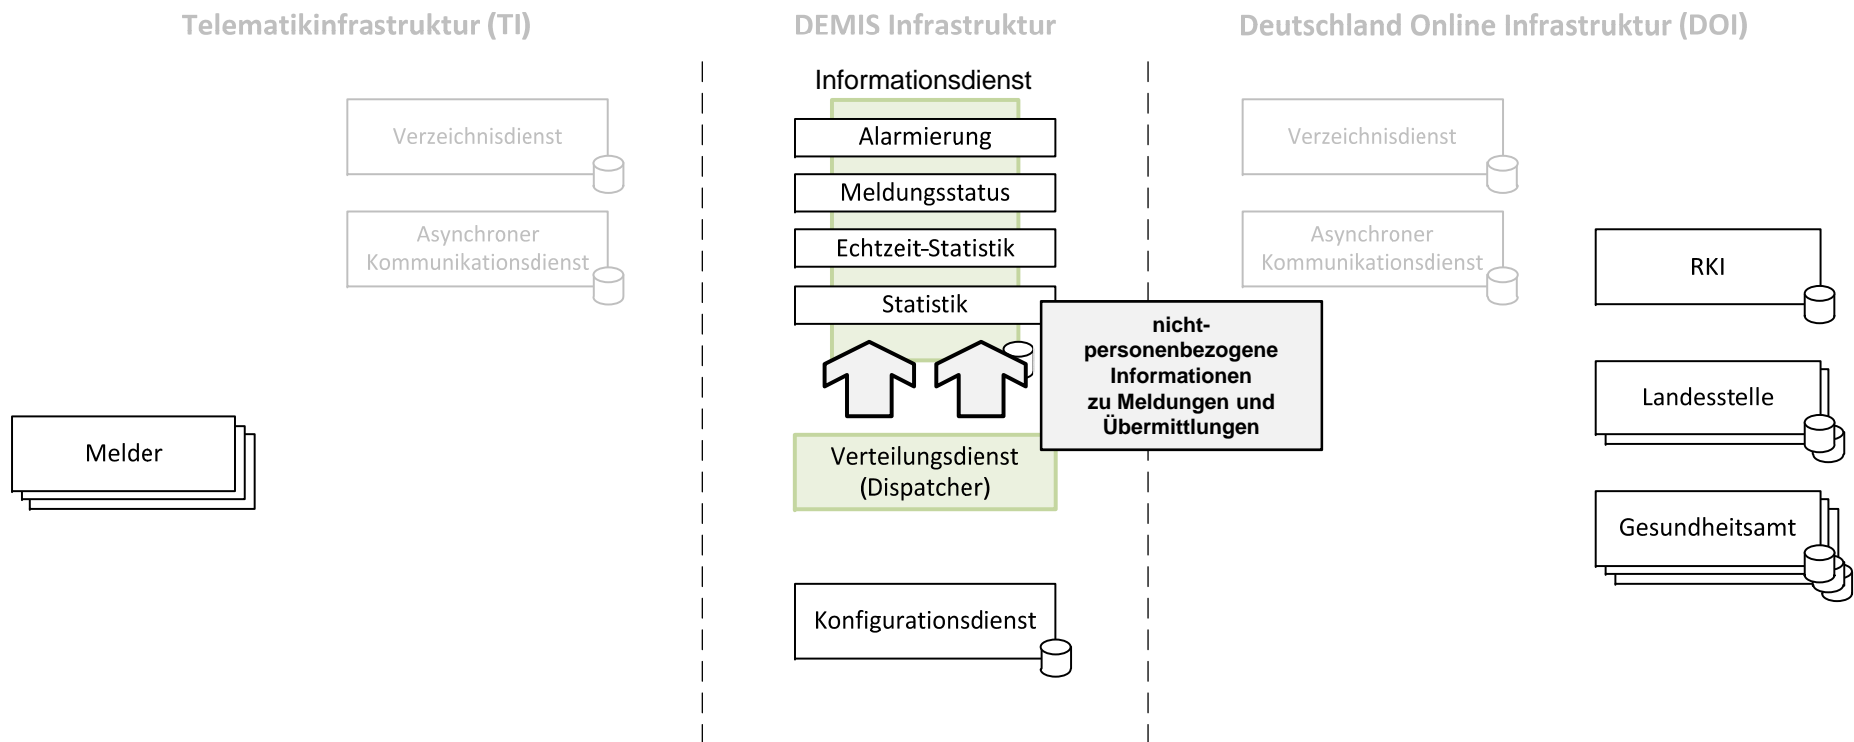 Telematikinfrastruktur (TI)
DEMIS Infrastruktur
Deutschland Online Infrastruktur (DOI)
Informationsdienst
Verzeichnisdienst
Alarmierung
Verzeichnisdienst
Meldungsstatus
Asynchroner
Kommunikationsdienst
Echtzeit-Statistik
Asynchroner
Kommunikationsdienst
RKI
Statistik
nicht-
personenbezogene
Informationen
zu Meldungen und
Übermittlungen
Landesstelle
Melder
Verteilungsdienst
(Dispatcher)
Gesundheitsamt
Konfigurationsdienst